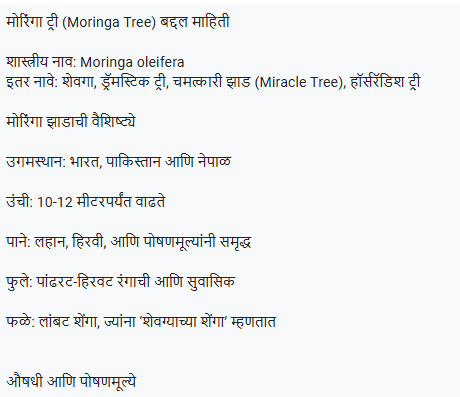 मोरिंगा ट्री (Moringa Tree) बद्दल माहिती
शास्त्रीय नाव: Moringa oleifera
इतर नावे: शेवगा, ड्रॅमस्टिक ट्री, चमत्कारी झाड (Miracle Tree), हॉर्सरॅडिश ट्री
मोरिंगा झाडाची वैशिष्ट्ये
उगमस्थान: भारत, पाकिस्तान आणि नेपाळ
उंची: 10-12 मीटरपर्यंत वाढते
पाने: लहान, हिरवी, आणि पोषणमूल्यांनी समृद्ध
फुले: पांढरट-हिरवट रंगाची आणि सुवासिक
फळे: लांबट शेंगा, ज्यांना ‘शेवग्याच्या शेंगा’ म्हणतात
औषधी आणि पोषणमूल्ये